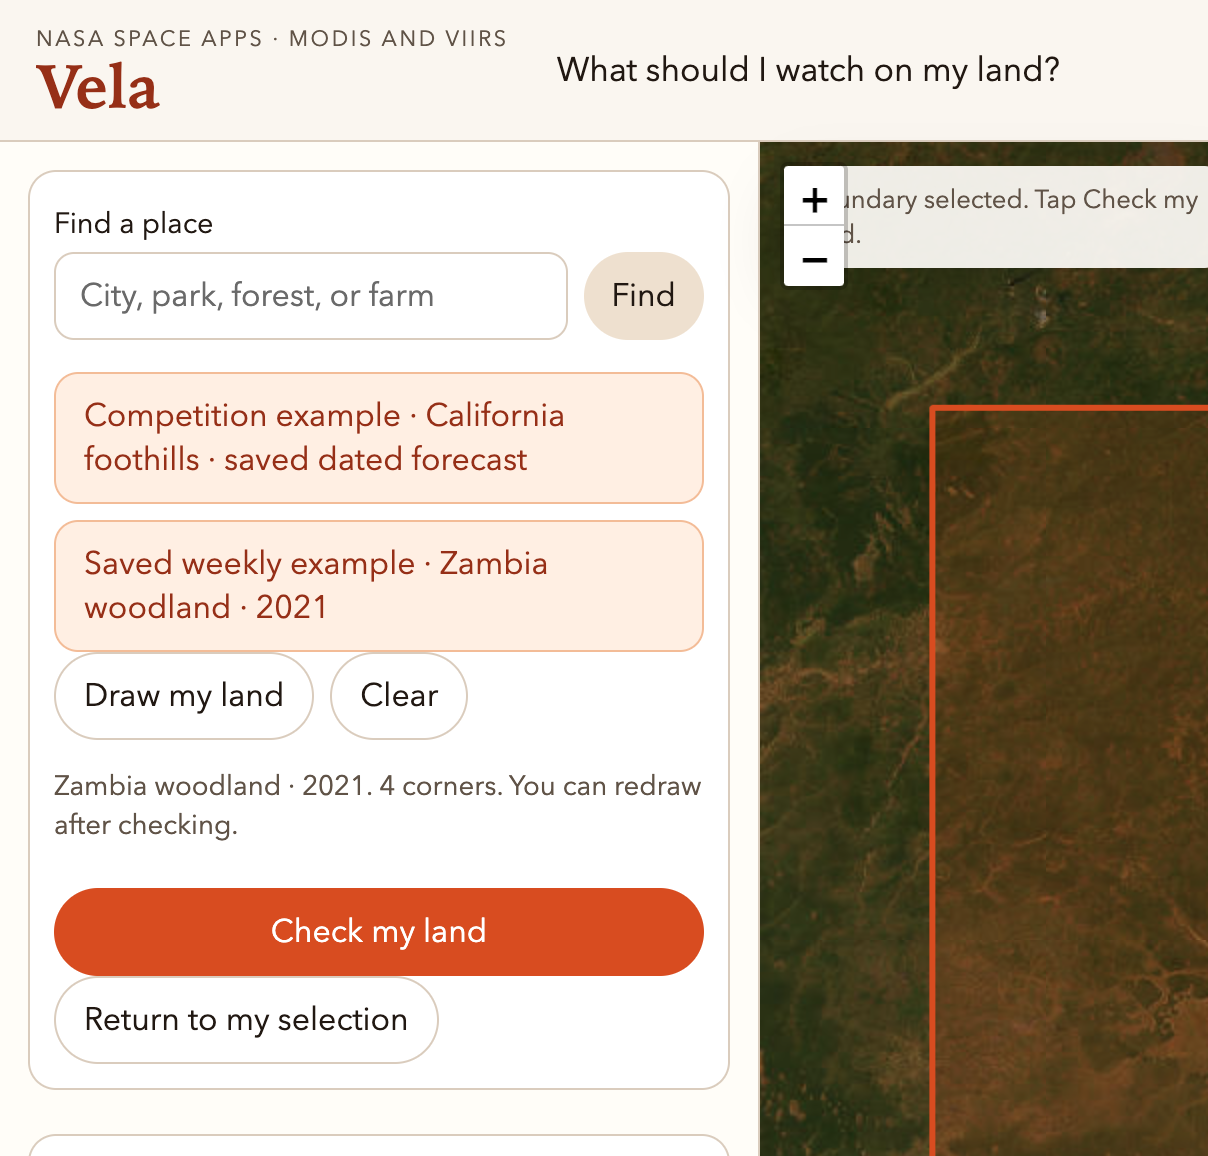 NASA SPACE APPS · MODIS AND VIIRS
Vela
What should I watch on my land?
Find a place
City, park, forest, or farm
Find
Competition example · California
foothills · saved dated forecast
Saved weekly example · Zambia
woodland · 2021
Draw my land
Clear
Zambia woodland · 2021. 4 corners. You can redraw
after checking.
Check my land
Return to my selection
+
−
selected. Tap Check my